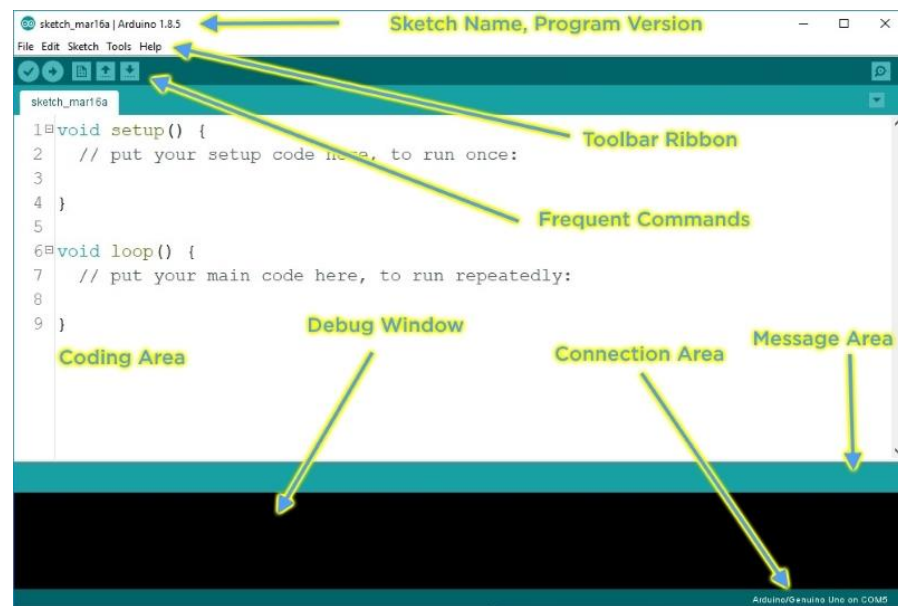 sketch_mar16a | Arduino 1.8.5
Sketch Name, Program Version
File Edit Sketch Tools Help
sketch_mar16a
Toolbar Ribbon
1 void setup() {
2 // put your setup code here, to run once:
3
4 }
5
Frequent Commands
6 void loop() {
7 // put your main code here, to run repeatedly:
8
9 }
Debug Window
Coding Area
Connection Area
Message Area
Arduino/Genuino Uno on COM5